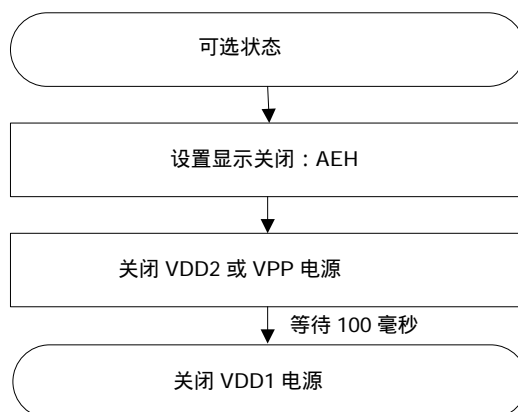 可选状态
设置显示关闭：AEH
关闭 VDD2 或 VPP 电源
等待 100 毫秒
关闭 VDD1 电源